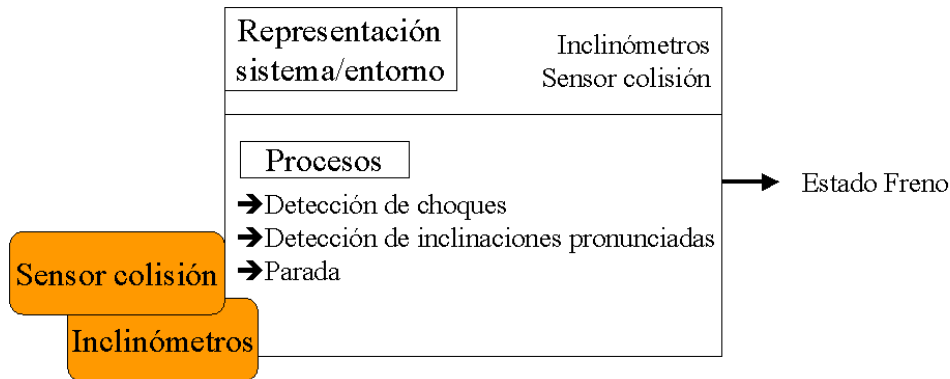 Representación
sistema/entorno
Inclinómetros
Sensor colisión
Procesos
➔Detección de choques
➔Detección de inclinaciones pronunciadas
➔Parada
Estado Freno
Sensor colisión
Inclinómetros